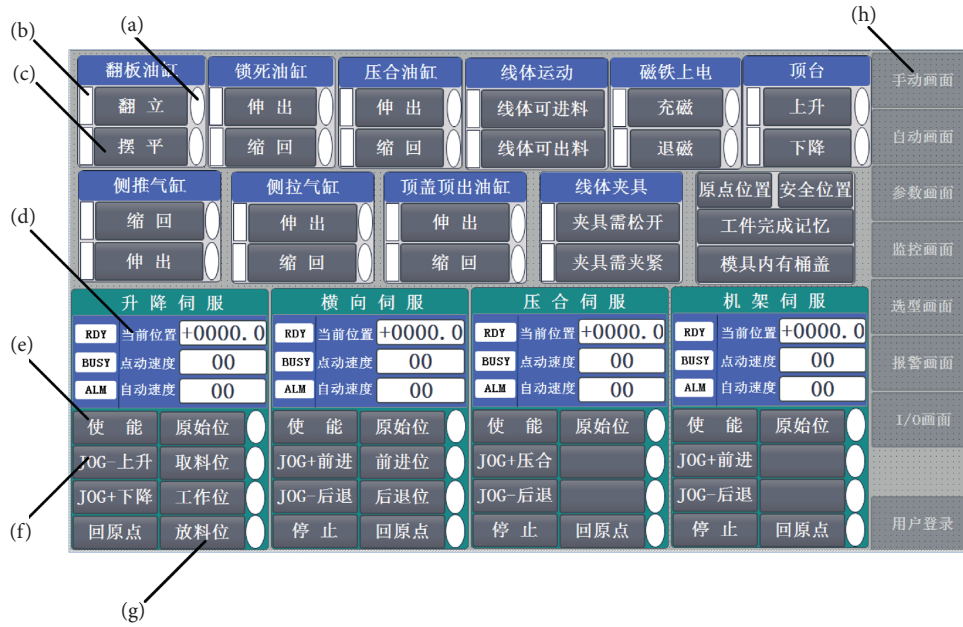 (a)
(b)
(c)
(d)
(e)
(f)
(g)
(h)
翻板油缸 锁死油缸 压合油缸 线体运动 磁铁上电 顶台
翻 立 伸 出 伸 出 线体可进料 充磁 上升
摆 平 缩 回 缩 回 线体可出料 退磁 下降
侧推气缸 侧拉气缸 顶盖顶出油缸 线体夹具 原点位置 安全位置
缩 回 伸 出 伸 出 夹具需松开 工件完成记忆
伸 出 缩 回 缩 回 夹具需夹紧 模具内有桶盖
升 降 伺 服 横 向 伺 服 压 合 伺 服 机 架 伺 服
RDY 当前位置 +0000.0 RDY 当前位置 +0000.0 RDY 当前位置 +0000.0 RDY 当前位置 +0000.0
BUSY 点动速度 00 BUSY 点动速度 00 BUSY 点动速度 00 BUSY 点动速度 00
ALM 自动速度 00 ALM 自动速度 00 ALM 自动速度 00 ALM 自动速度 00
使 能 原始位 使 能 原始位 使 能 原始位 使 能 原始位
JOG-上升 取料位 JOG+前进 前进位 JOG+压合 JOG+前进
JOG+下降 工作位 JOG-后退 后退位 JOG-后退 JOG-后退
回原点 放料位 停 止 回原点 停 止 回原点 停 止 回原点
手动画面
自动画面
参数画面
监控画面
选型画面
报警画面
I/O画面
用户登录